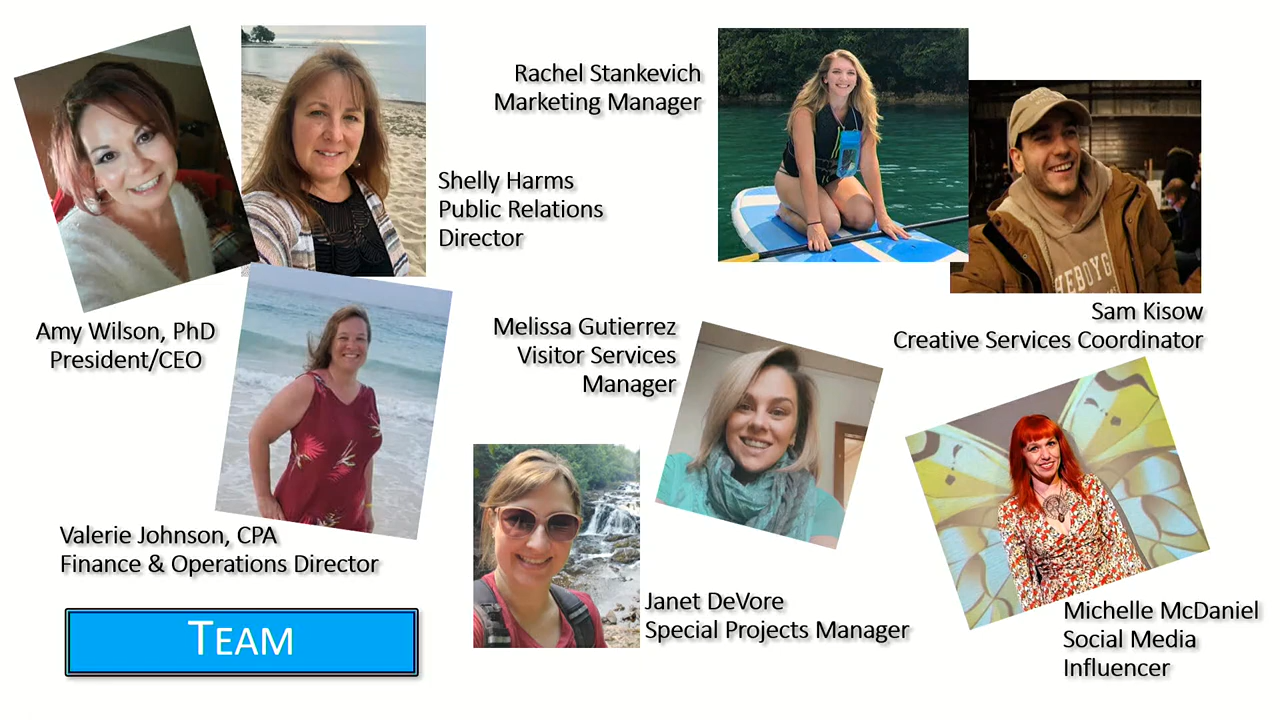 Rachel Stankevich
Marketing Manager
Shelly Harms
Public Relations
Director
HEBOYG
Amy Wilson, PhD
President/CEO
Melissa Gutierrez
Visitor Services
Manager
Sam Kisow
Creative Services Coordinator
Valerie Johnson, CPA
Finance & Operations Director
Janet DeVore
Special Projects Manager
Michelle McDaniel
Social Media
Influencer
TEAM